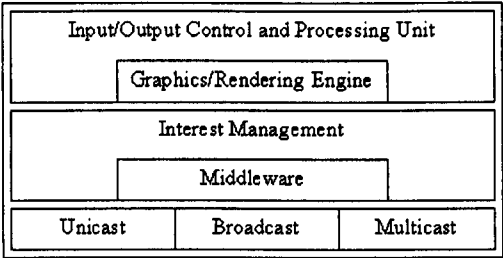 Input/Output Control and Processing Unit
Graphics/Rendering Engine
Interest Management
Middleware
Unicast Broadcast Multicast